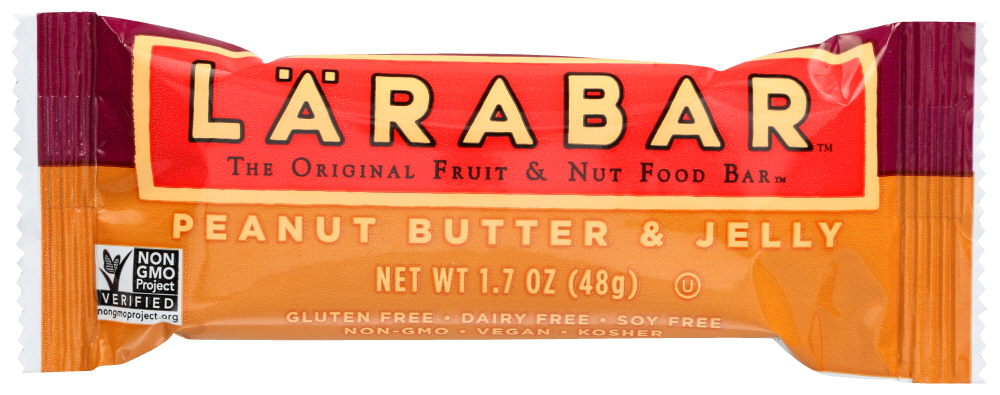 LÄRABAR™
THE ORIGINAL FRUIT & NUT FOOD BAR™
PEANUT BUTTER & JELLY
NON
GMO
Project
VERIFIED
nongmoproject.org
NET WT 1.7 OZ (48g) Ⓤ
GLUTEN FREE • DAIRY FREE • SOY FREE
NON-GMO • VEGAN • KOSHER